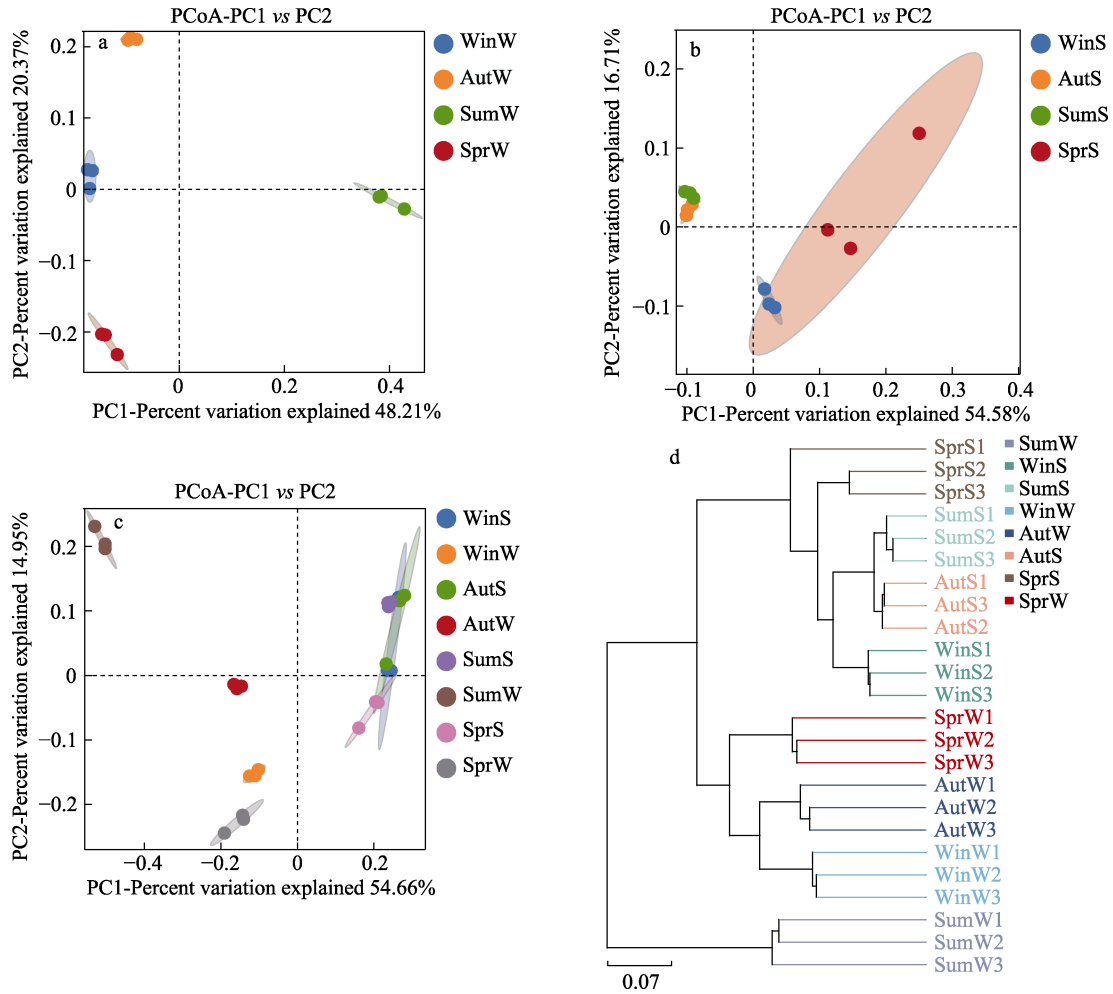 PCoA-PC1 vs PC2
a
PC2-Percent variation explained 20.37%
0.2
0.1
0
−0.1
−0.2
0
0.2
0.4
PC1-Percent variation explained 48.21%
WinW
AutW
SumW
SprW
PCoA-PC1 vs PC2
b
PC2-Percent variation explained 16.71%
0.2
0.1
0
−0.1
−0.1
0
0.1
0.2
0.3
0.4
PC1-Percent variation explained 54.58%
WinS
AutS
SumS
SprS
PCoA-PC1 vs PC2
c
PC2-Percent variation explained 14.95%
0.2
0.1
0
−0.1
−0.2
−0.4
−0.2
0
0.2
PC1-Percent variation explained 54.66%
WinS
WinW
AutS
AutW
SumS
SumW
SprS
SprW
d
SprS1
SprS2
SprS3
SumS1
SumS2
SumS3
AutS1
AutS3
AutS2
WinS1
WinS2
WinS3
SprW1
SprW2
SprW3
AutW1
AutW2
AutW3
WinW1
WinW2
WinW3
SumW1
SumW2
SumW3
SumW
WinS
SumS
WinW
AutW
AutS
SprS
SprW
0.07